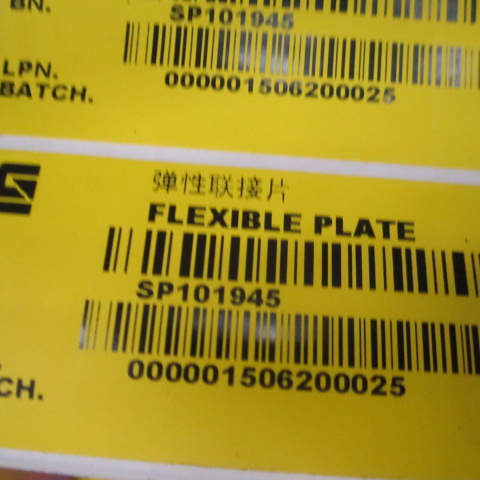 BN.
SP101945
LPN.
000001506200025
BATCH.
弹性联接片
FLEXIBLE PLATE
SP101945
000001506200025
CH.